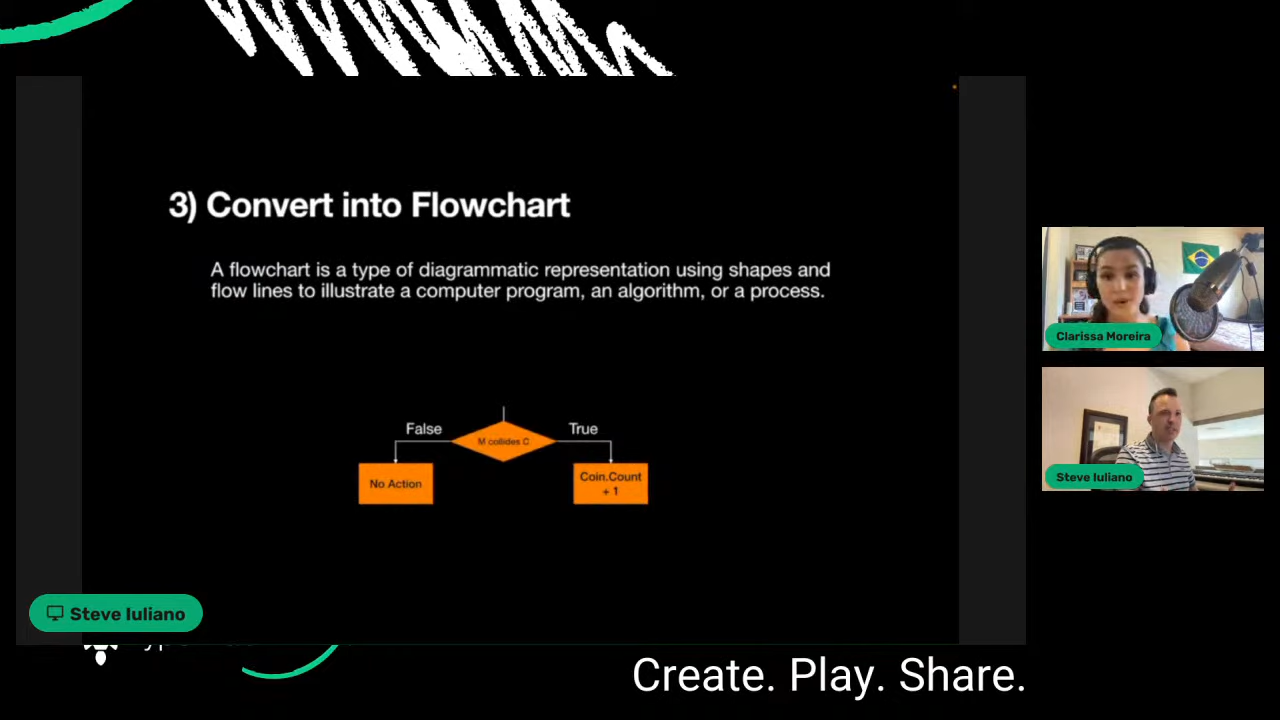 3) Convert into Flowchart
A flowchart is a type of diagrammatic representation using shapes and
flow lines to illustrate a computer program, an algorithm, or a process.
False
M collides C
True
No Action
Coin.Count
+ 1
Clarissa Moreira
Steve Iuliano
Steve Iuliano
Create. Play. Share.